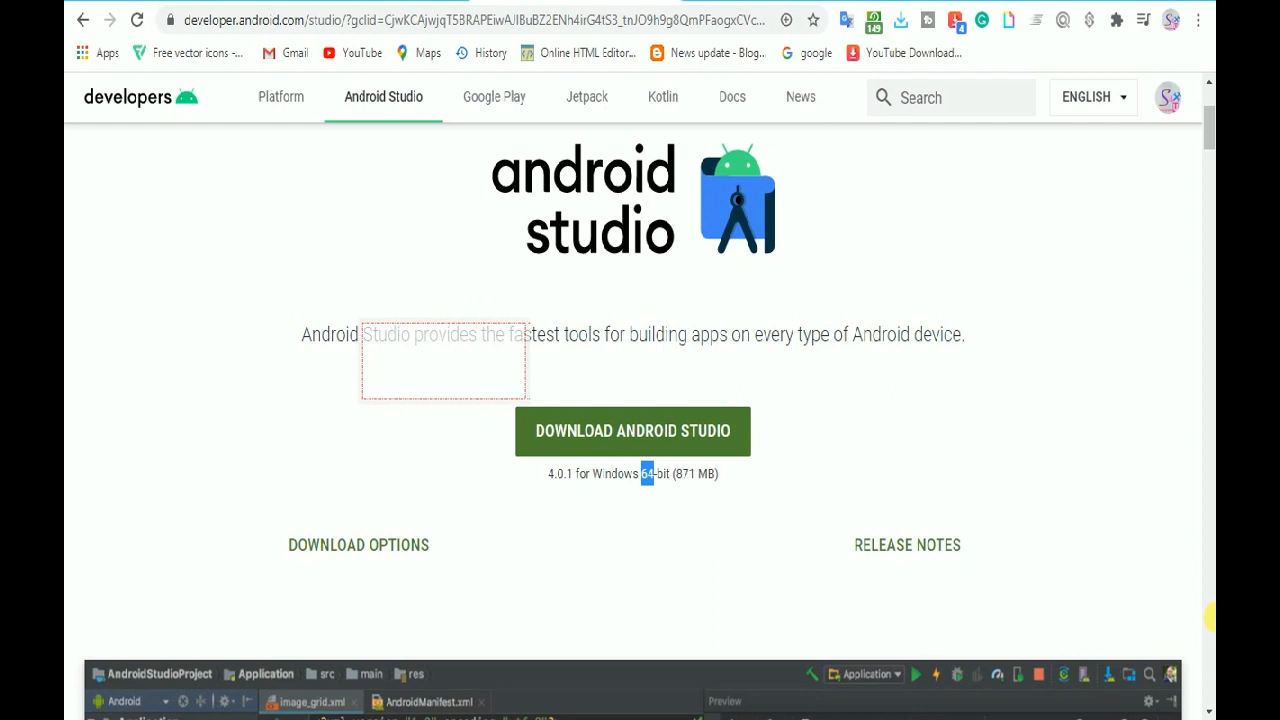 developer.android.com/studio/?gclid=CjwKCAjwjqT5BRAPEiwAJlBuBZ2ENh4irG4tS3_tnJO9h9g8QmPFaogxCYc...
149
4
Apps Free vector icons -... Gmail YouTube Maps History Online HTML Editor... News update - Blog... google YouTube Download...
developers Platform Android Studio Google Play Jetpack Kotlin Docs News Search ENGLISH
android
studio
Android Studio provides the fastest tools for building apps on every type of Android device.
DOWNLOAD ANDROID STUDIO
4.0.1 for Windows 64-bit (871 MB)
DOWNLOAD OPTIONS RELEASE NOTES
AndroidStudioProject Application src main res Application
Android image_grid.xml AndroidManifest.xml Preview